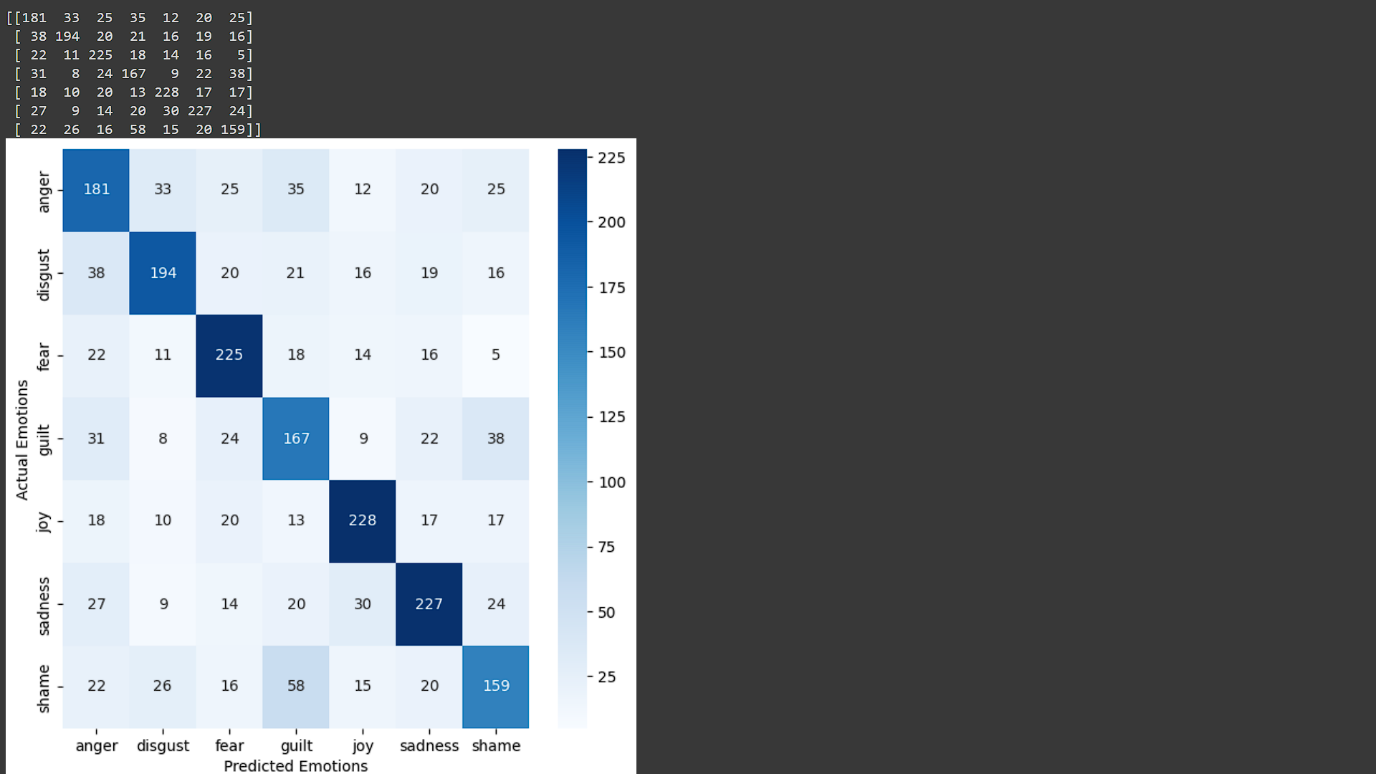 [[181  33  25  35  12  20  25]
[ 38 194  20  21  16  19  16]
[ 22  11 225  18  14  16   5]
[ 31   8  24 167   9  22  38]
[ 18  10  20  13 228  17  17]
[ 27   9  14  20  30 227  24]
[ 22  26  16  58  15  20 159]]
225
anger 181 33 25 35 12 20 25
200
disgust 38 194 20 21 16 19 16
175
fear 22 11 225 18 14 16 5
150
125
Actual Emotions
guilt 31 8 24 167 9 22 38
100
joy 18 10 20 13 228 17 17
75
sadness 27 9 14 20 30 227 24
50
shame 22 26 16 58 15 20 159
25
anger disgust fear guilt joy sadness shame
Predicted Emotions